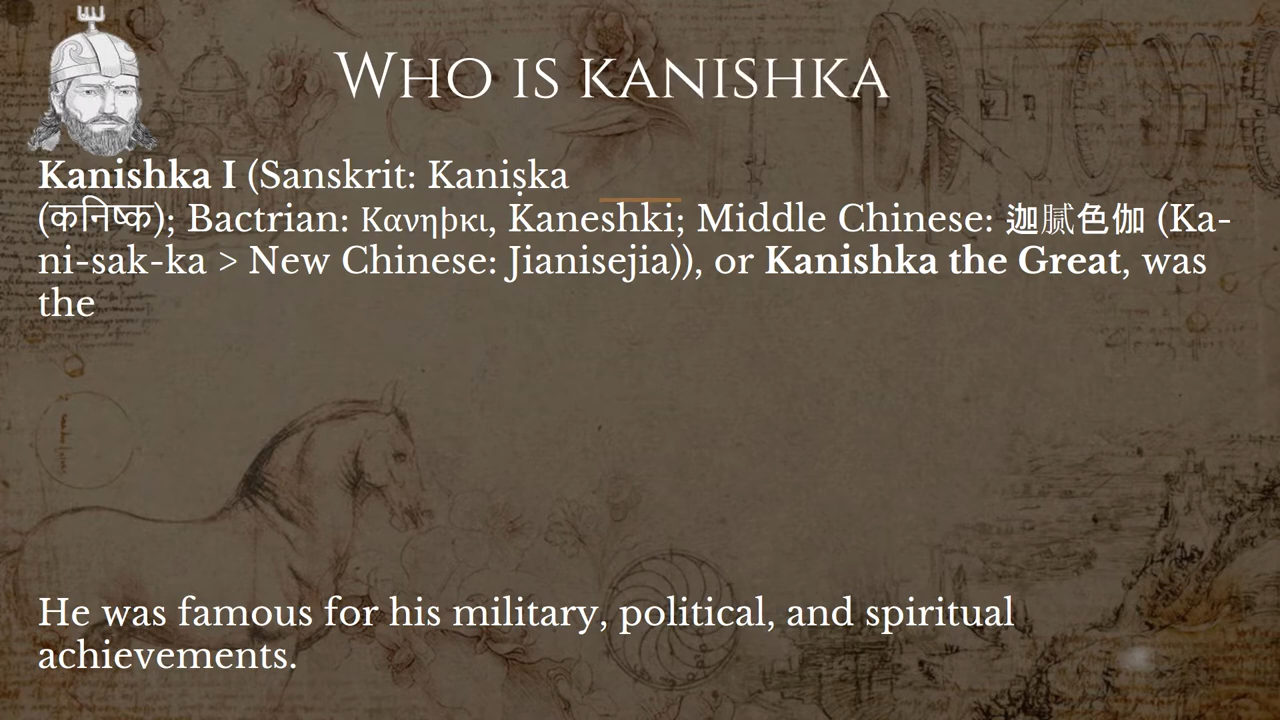 WHO IS KANISHKA
Kanishka I (Sanskrit: Kaniṣka
(कनिष्क); Bactrian: Κανηϸκι, Kaneshki; Middle Chinese: 迦腻色伽 (Ka-
ni-sak-ka > New Chinese: Jianisejia)), or Kanishka the Great, was
the
He was famous for his military, political, and spiritual
achievements.